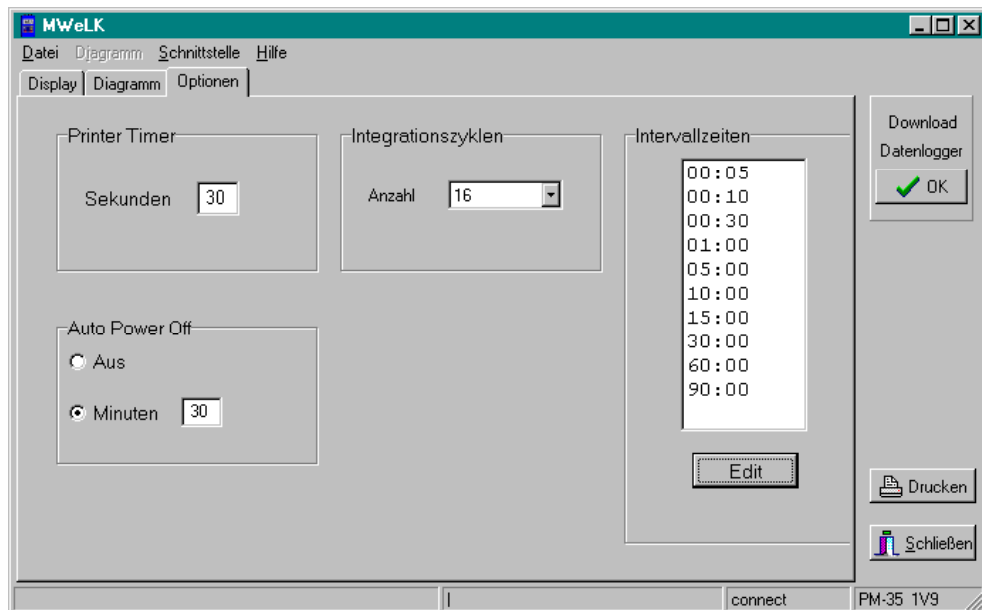 MWeLK
Datei Diagramm Schnittstelle Hilfe
Display Diagramm Optionen
Printer Timer
Sekunden 30
Integrationszyklen
Anzahl 16
Auto Power Off
Aus
Minuten 30
Intervallzeiten
00:05
00:10
00:30
01:00
05:00
10:00
15:00
30:00
60:00
90:00
Edit
Download
Datenlogger
OK
Drucken
Schließen
connect PM-35 1V9